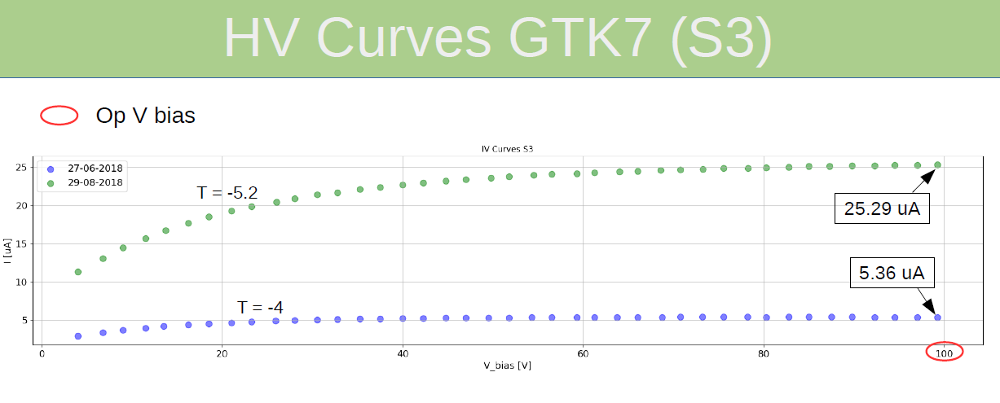 HV Curves GTK7 (S3)
Op V bias
IV Curves S3
27-06-2018
29-08-2018
T = -5.2
25.29 uA
5.36 uA
T = -4
I [uA]
25
20
15
10
5
0 20 40 60 80 100
V_bias [V]